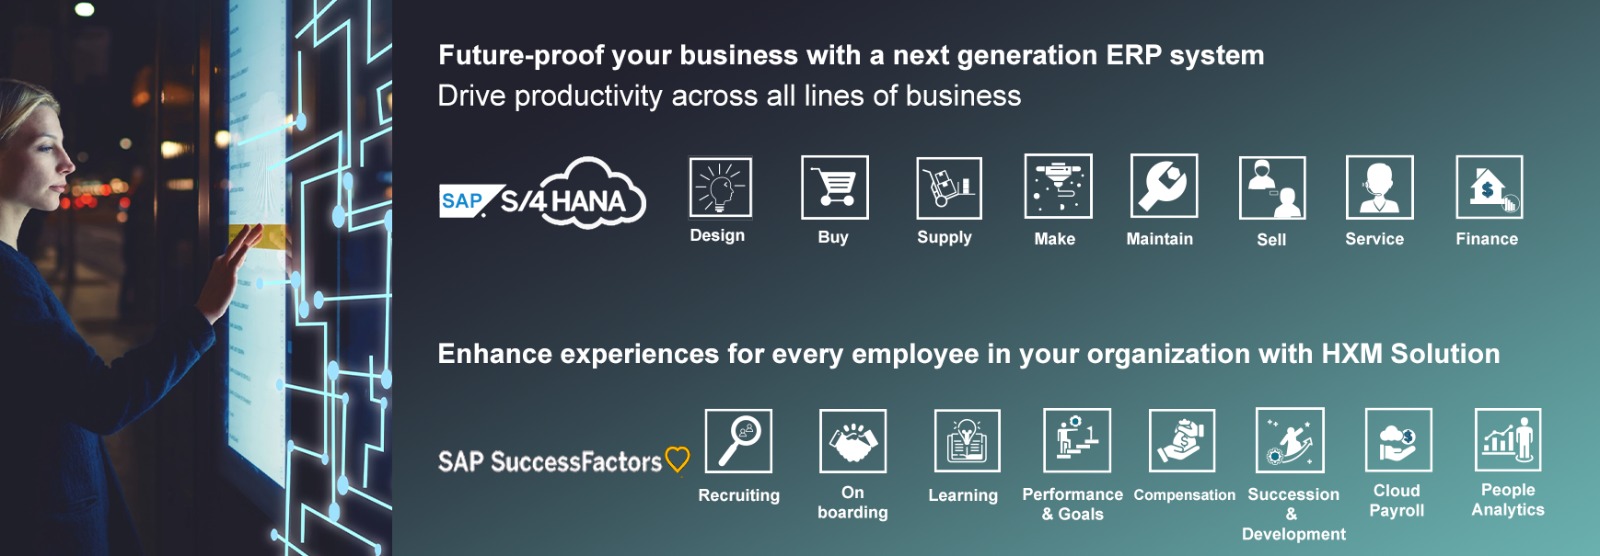 Future-proof your business with a next generation ERP system
Drive productivity across all lines of business
SAP S/4HANA
Design Buy Supply Make Maintain Sell Service Finance
Enhance experiences for every employee in your organization with HXM Solution
SAP SuccessFactors
Recruiting
On
boarding
Learning
Performance
& Goals
Compensation
Succession
&
Development
Cloud
Payroll
People
Analytics